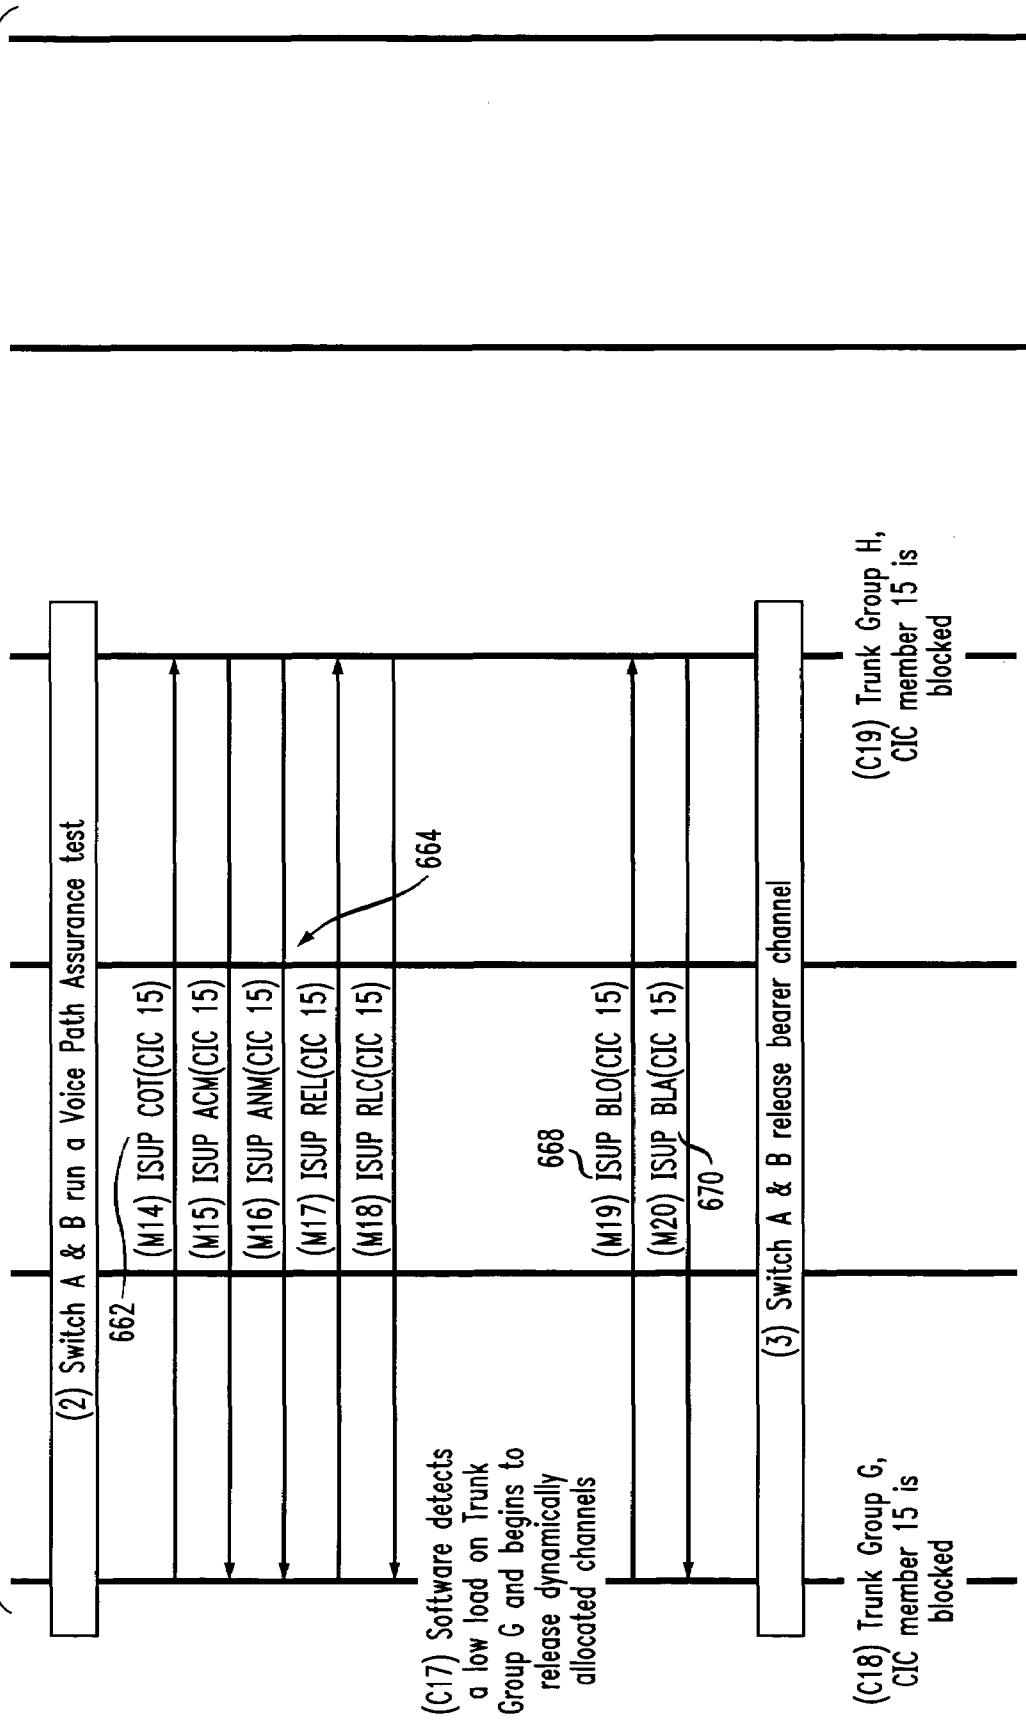 (2) Switch A & B run a Voice Path Assurance test
662
(M14) ISUP COT(CIC 15)
(M15) ISUP ACM(CIC 15)
(M16) ISUP ANM(CIC 15)
664
(M17) ISUP REL(CIC 15)
(M18) ISUP RLC(CIC 15)
(C17) Software detects
a low load on Trunk
Group G and begins to
release dynamically
allocated channels
668
(M19) ISUP BLO(CIC 15)
(M20) ISUP BLA(CIC 15)
670
(3) Switch A & B release bearer channel
(C18) Trunk Group G,
CIC member 15 is
blocked
(C19) Trunk Group H,
CIC member 15 is
blocked